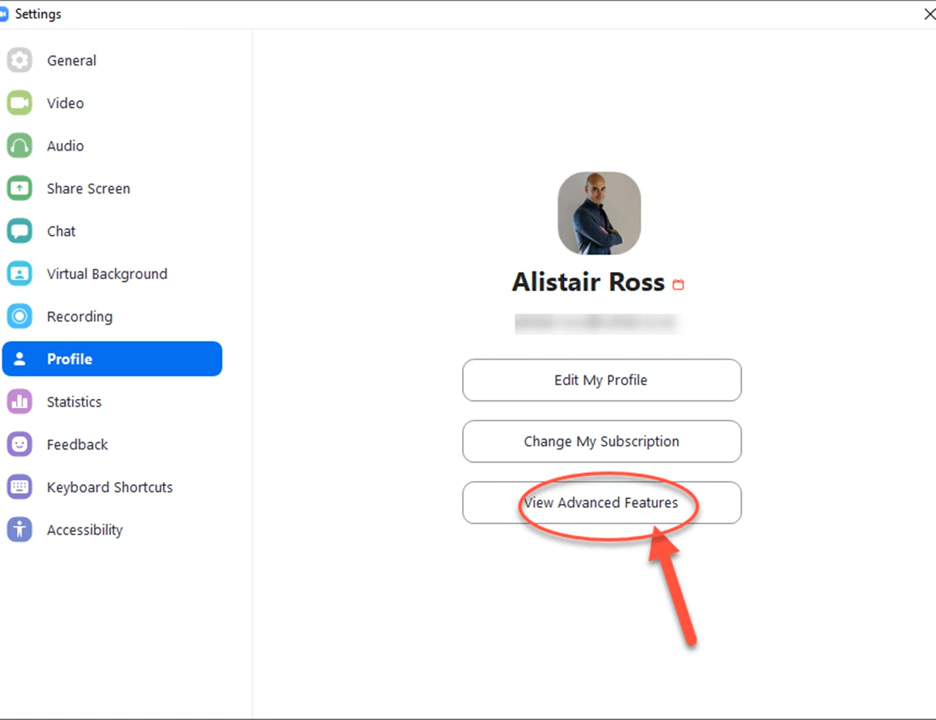 Settings
General
Video
Audio
Share Screen
Chat
Virtual Background
Recording
Profile
Statistics
Feedback
Keyboard Shortcuts
Accessibility
Alistair Ross
Edit My Profile
Change My Subscription
View Advanced Features